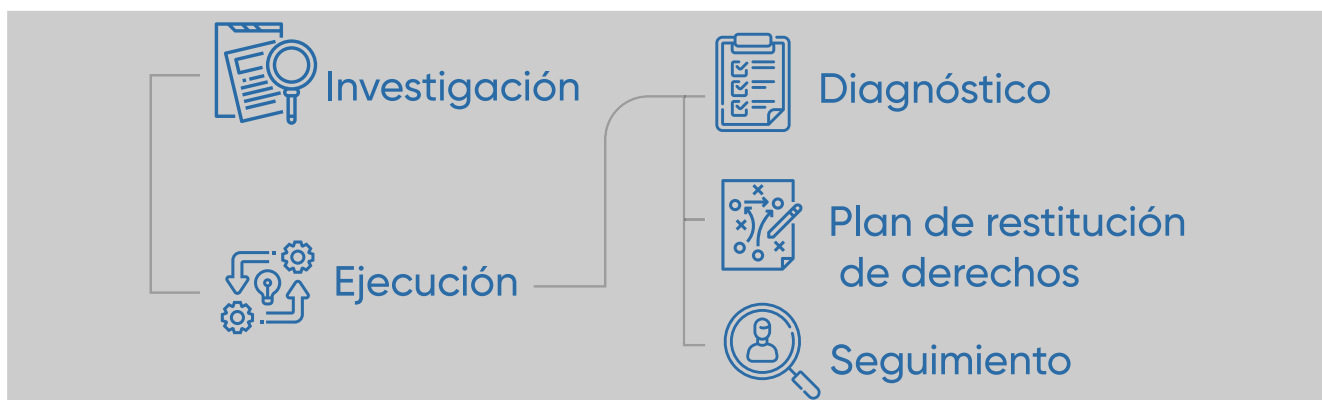 Investigación
Ejecución
Diagnóstico
Plan de restitución
de derechos
Seguimiento